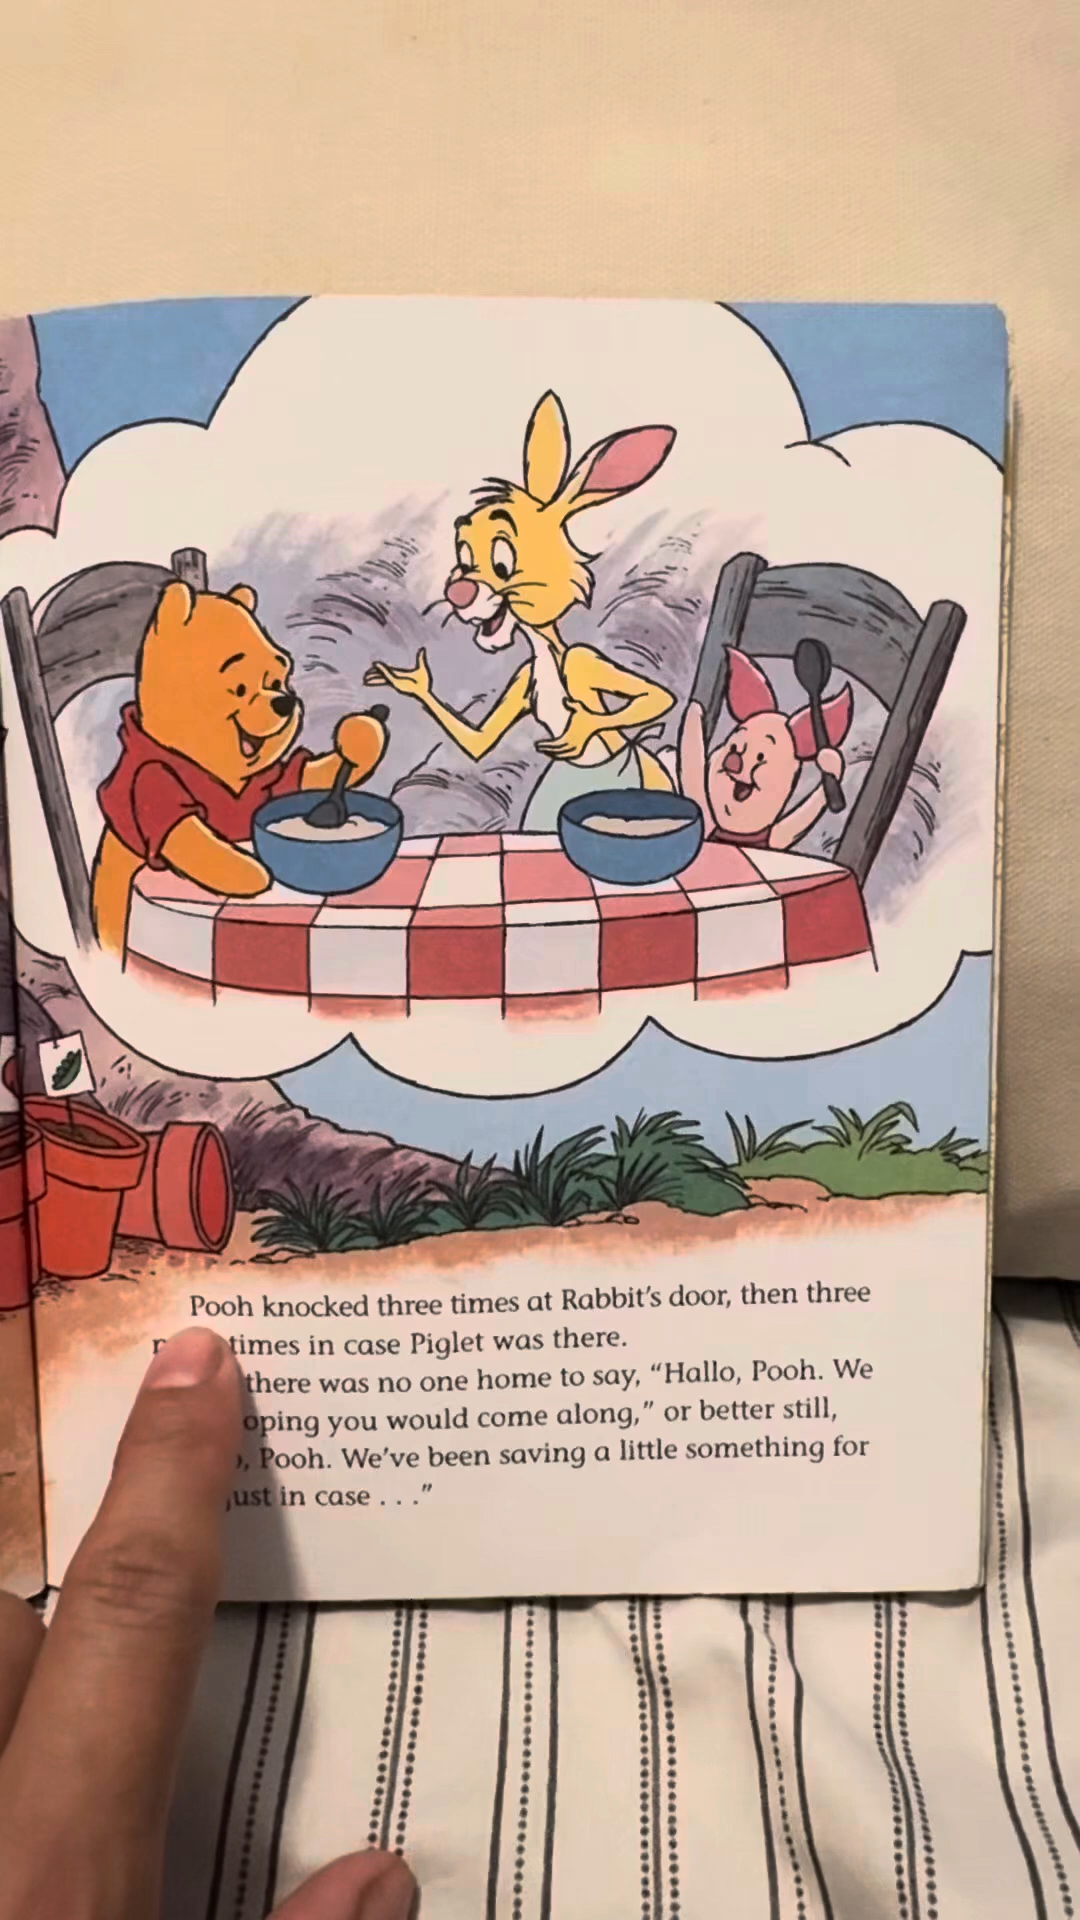 Pooh knocked three times at Rabbit's door, then three
times in case Piglet was there.
there was no one home to say, “Hallo, Pooh. We
you would come along,” or better still,
Pooh. We've been saving a little something for
just in case . . .”